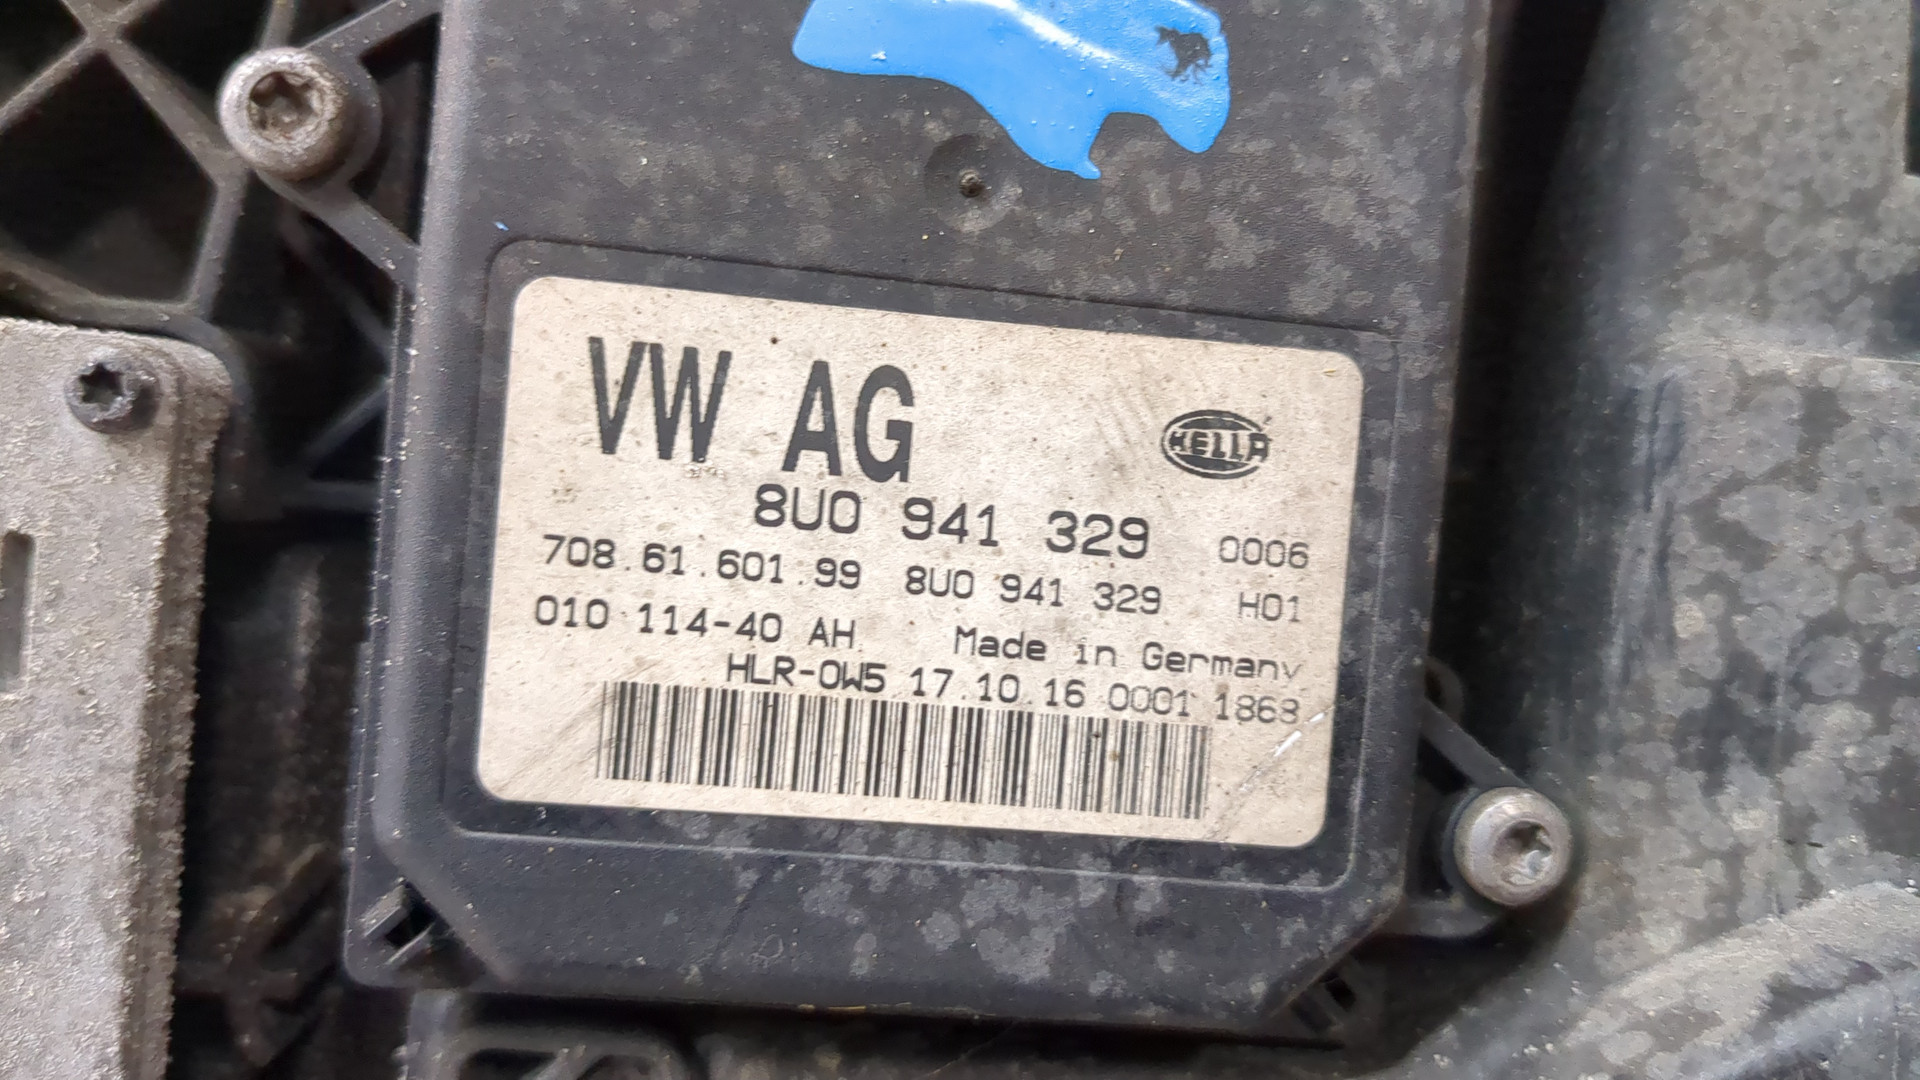 VW AG
HELLA
8U0 941 329 0006
708.61.601.99 8U0 941 329 H01
010 114-40 AH Made in Germany
HLR-0W5 17.10.16 0001 1868